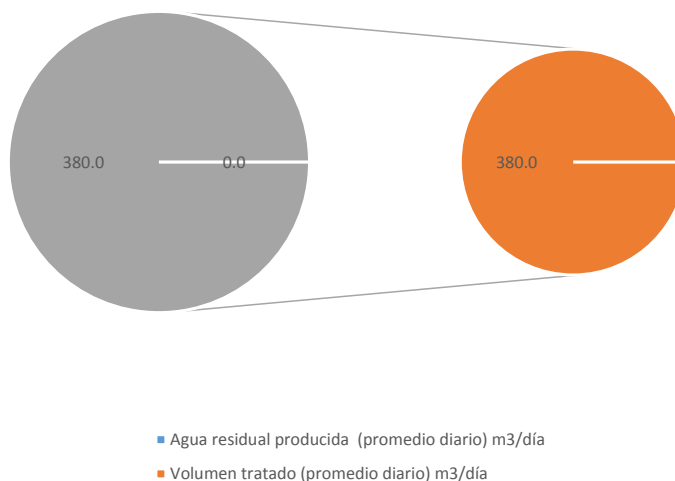 380.0
0.0
380.0
Agua residual producida (promedio diario) m3/día
Volumen tratado (promedio diario) m3/día